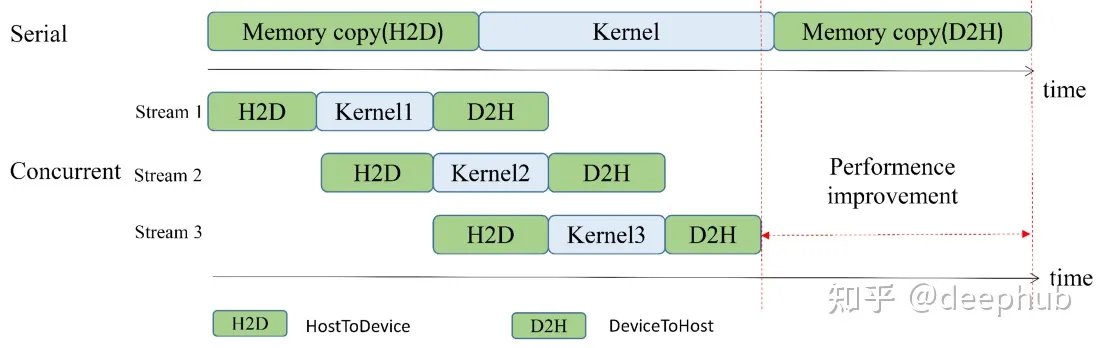 Serial
Memory copy(H2D) Kernel Memory copy(D2H)
time
Stream 1 H2D Kernel1 D2H
Concurrent Stream 2 H2D Kernel2 D2H
Performence
improvement
Stream 3 H2D Kernel3 D2H
time
知乎 @deephub
H2D HostToDevice D2H DeviceToHost